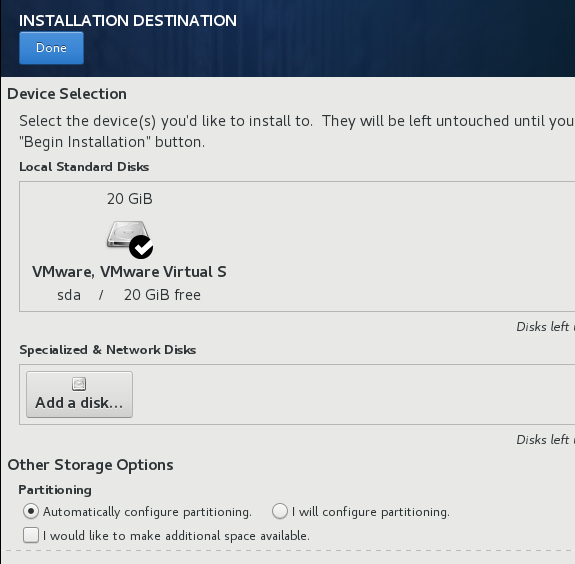 INSTALLATION DESTINATION
Done
Device Selection
Select the device(s) you'd like to install to.  They will be left untouched until you
"Begin Installation" button.
Local Standard Disks
20 GiB
VMware, VMware Virtual S
sda / 20 GiB free
Disks left
Specialized & Network Disks
Add a disk...
Disks left
Other Storage Options
Partitioning
Automatically configure partitioning. I will configure partitioning.
I would like to make additional space available.